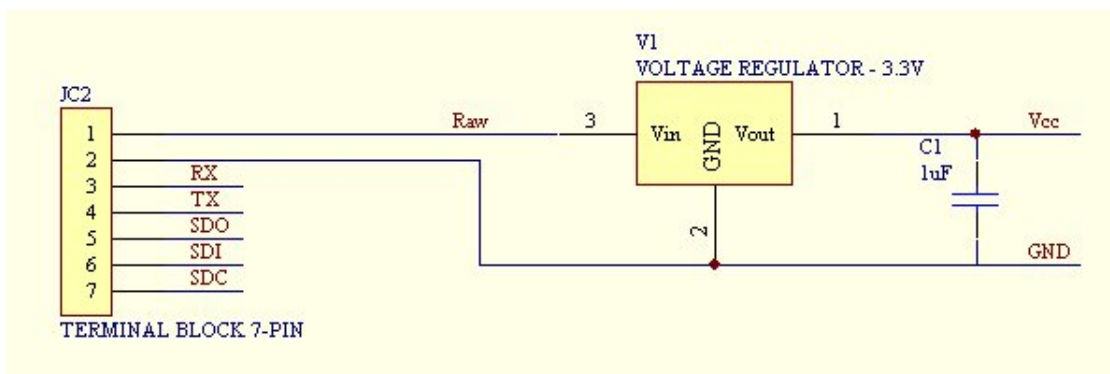 V1
VOLTAGE REGULATOR - 3.3V
JC2
1
Raw
3
Vin
GND
Vout
1
Vcc
2
C1
1uF
3
RX
4
TX
5
SDO
6
SDI
7
SDC
2
GND
TERMINAL BLOCK 7-PIN